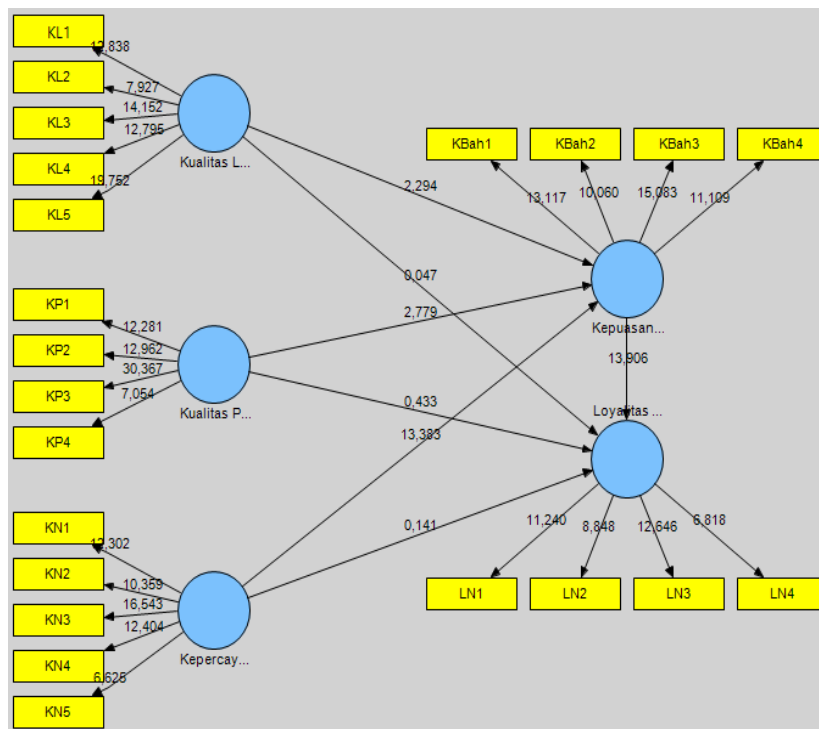 KL1
12,838
KL2
7,927
KL3
14,152
KL4
12,795
KL5
19,752
Kualitas L...
KP1
12,281
KP2
12,962
KP3
30,367
KP4
7,054
Kualitas P...
KN1
12,302
KN2
10,359
KN3
16,543
KN4
12,404
KN5
6,625
Kepercay...
2,294
0,047
2,779
0,433
13,383
0,141
KBah1
KBah2
KBah3
KBah4
13,117
10,060
15,083
11,109
Kepuasan...
13,906
Loyalitas ...
11,240
8,848
12,646
6,818
LN1
LN2
LN3
LN4